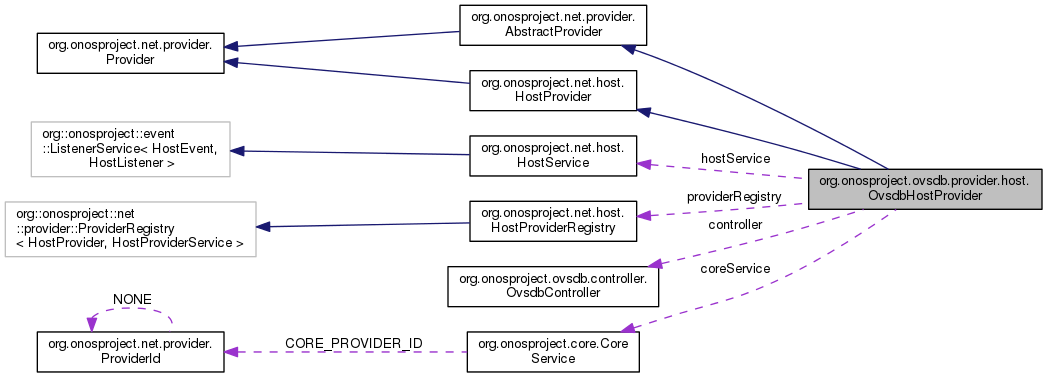 org.onosproject.net.provider.
AbstractProvider
org.onosproject.net.provider.
Provider
org.onosproject.net.host.
HostProvider
org::onosproject::event
::ListenerService< HostEvent,
HostListener >
org.onosproject.net.host.
HostService
hostService
org.onosproject.ovsdb.provider.host.
OvsdbHostProvider
providerRegistry
org::onosproject::net
::provider::ProviderRegistry
< HostProvider, HostProviderService >
org.onosproject.net.host.
HostProviderRegistry
controller
org.onosproject.ovsdb.controller.
OvsdbController
coreService
NONE
org.onosproject.net.provider.
ProviderId
CORE_PROVIDER_ID
org.onosproject.core.Core
Service